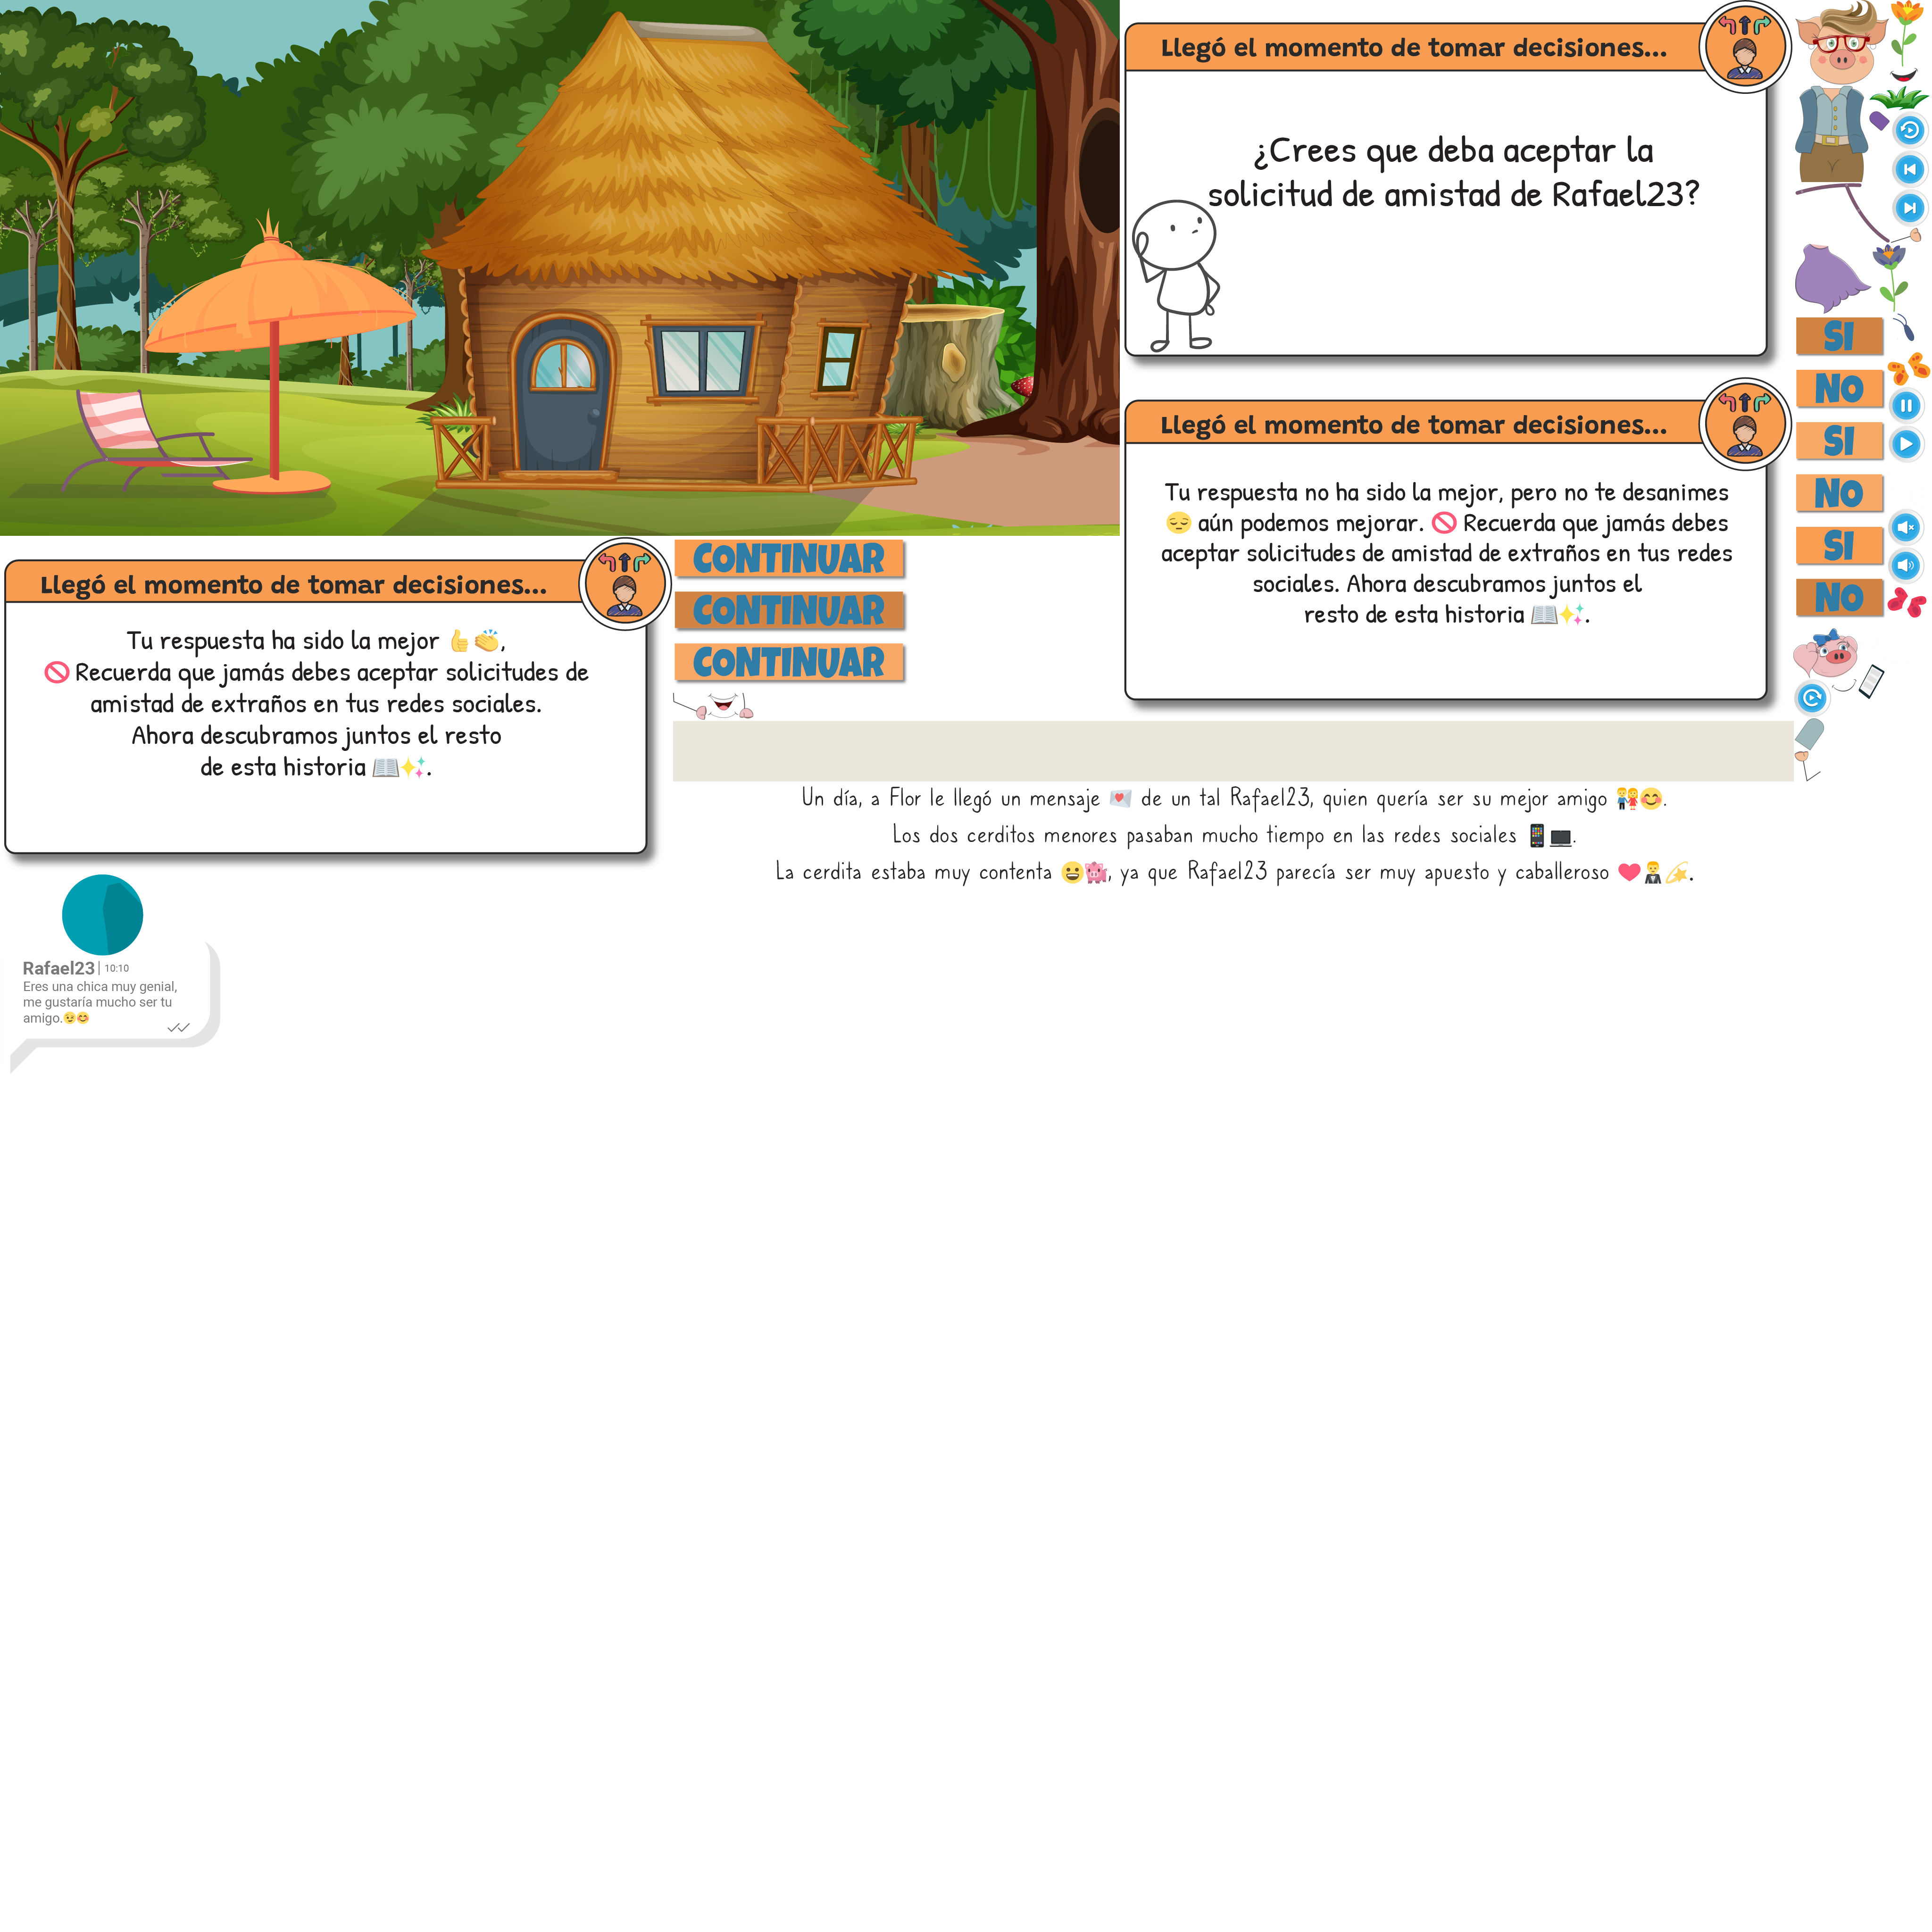 Llegó el momento de tomar decisiones...
¿Crees que deba aceptar la
solicitud de amistad de Rafael23?
SI
NO
SI
NO
SI
NO
Llegó el momento de tomar decisiones...
Tu respuesta no ha sido la mejor, pero no te desanimes
😔 aún podemos mejorar. 🚫 Recuerda que jamás debes
aceptar solicitudes de amistad de extraños en tus redes
sociales. Ahora descubramos juntos el
resto de esta historia 📖✨.
Llegó el momento de tomar decisiones...
Tu respuesta ha sido la mejor 👍👏,
🚫 Recuerda que jamás debes aceptar solicitudes de
amistad de extraños en tus redes sociales.
Ahora descubramos juntos el resto
de esta historia 📖✨.
CONTINUAR
CONTINUAR
CONTINUAR
Un día, a Flor le llegó un mensaje 💌 de un tal Rafael23, quien quería ser su mejor amigo 👫😊.
Los dos cerditos menores pasaban mucho tiempo en las redes sociales 📱💻.
La cerdita estaba muy contenta 😀🐷, ya que Rafael23 parecía ser muy apuesto y caballeroso ❤️🤵💫.
Rafael23 | 10:10
Eres una chica muy genial,
me gustaría mucho ser tu
amigo.😉😊